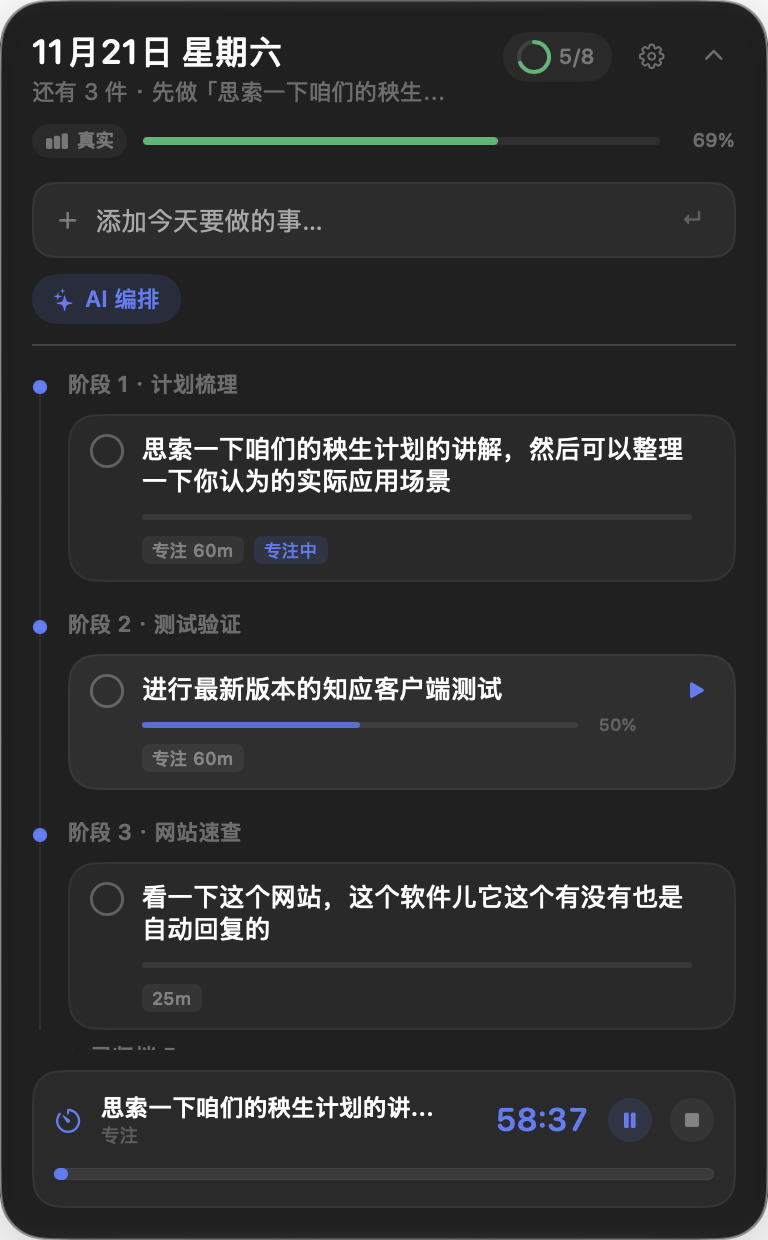 11月21日 星期六
5/8
还有 3 件 · 先做「思索一下咱们的秧生…
真实
69%
添加今天要做的事...
AI 编排
阶段 1 · 计划梳理
思索一下咱们的秧生计划的讲解，然后可以整理
一下你认为的实际应用场景
专注 60m
专注中
阶段 2 · 测试验证
进行最新版本的知应客户端测试
50%
专注 60m
阶段 3 · 网站速查
看一下这个网站，这个软件儿它这个有没有也是
自动回复的
25m
思索一下咱们的秧生计划的讲…
58:37
专注